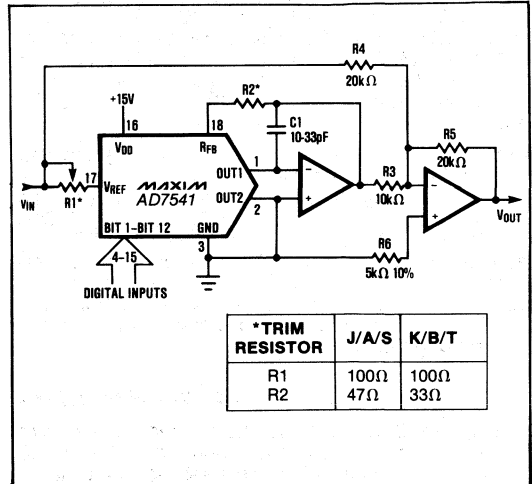 R4
20kΩ
+15V
R2*
16
18
C1
10-33pF
R5
20kΩ
VDD
RFB
1
OUT1
−
R3
10kΩ
−
17
VREF
MAXIM
AD7541
OUT2
2
+
+
VIN
R1*
VOUT
BIT 1–BIT 12
GND
3
R6
5kΩ 10%
4–15
DIGITAL INPUTS
*TRIM RESISTOR J/A/S K/B/T
R1 100Ω 100Ω
R2 47Ω 33Ω